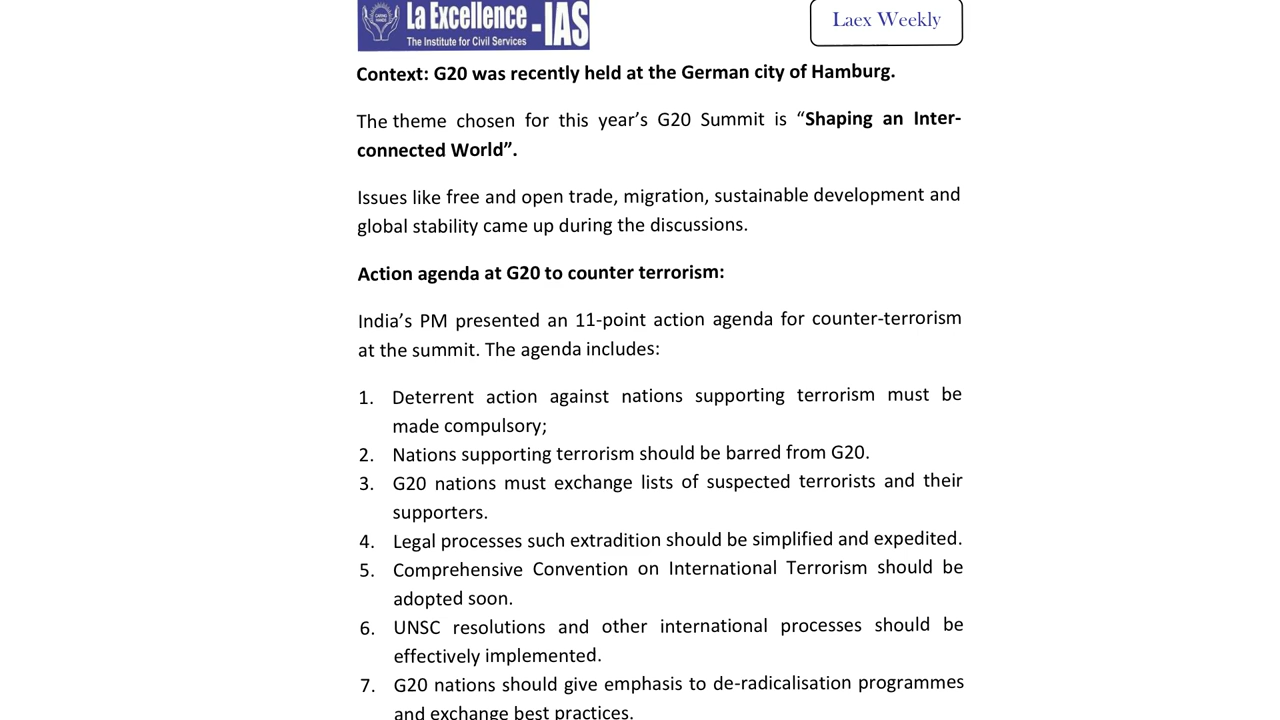 La Excellence -IAS
The Institute for Civil Services
Laex Weekly
Context: G20 was recently held at the German city of Hamburg.
The theme chosen for this year’s G20 Summit is “Shaping an Inter-
connected World”.
Issues like free and open trade, migration, sustainable development and
global stability came up during the discussions.
Action agenda at G20 to counter terrorism:
India’s PM presented an 11-point action agenda for counter-terrorism
at the summit. The agenda includes:
1. Deterrent action against nations supporting terrorism must be
made compulsory;
2. Nations supporting terrorism should be barred from G20.
3. G20 nations must exchange lists of suspected terrorists and their
supporters.
4. Legal processes such extradition should be simplified and expedited.
5. Comprehensive Convention on International Terrorism should be
adopted soon.
6. UNSC resolutions and other international processes should be
effectively implemented.
7. G20 nations should give emphasis to de-radicalisation programmes
and exchange best practices.